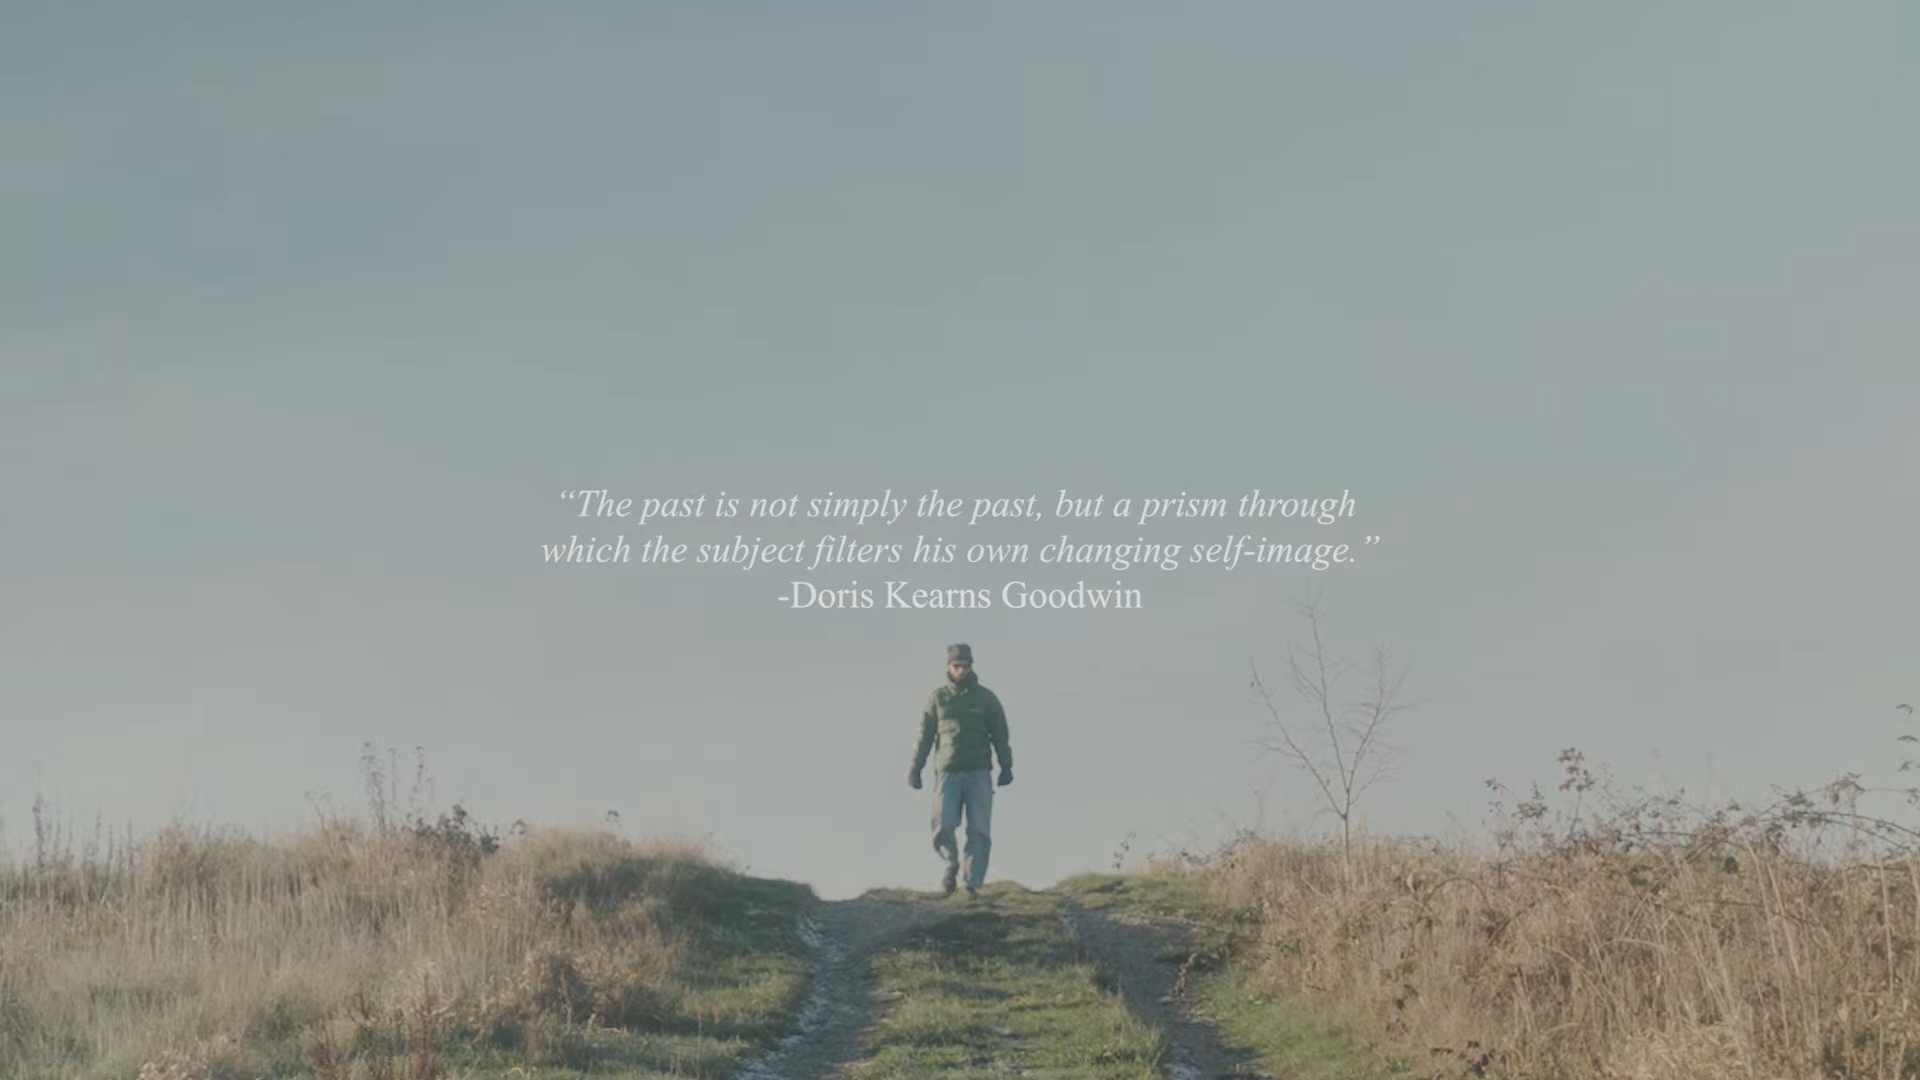 “The past is not simply the past, but a prism through
which the subject filters his own changing self-image.”
-Doris Kearns Goodwin